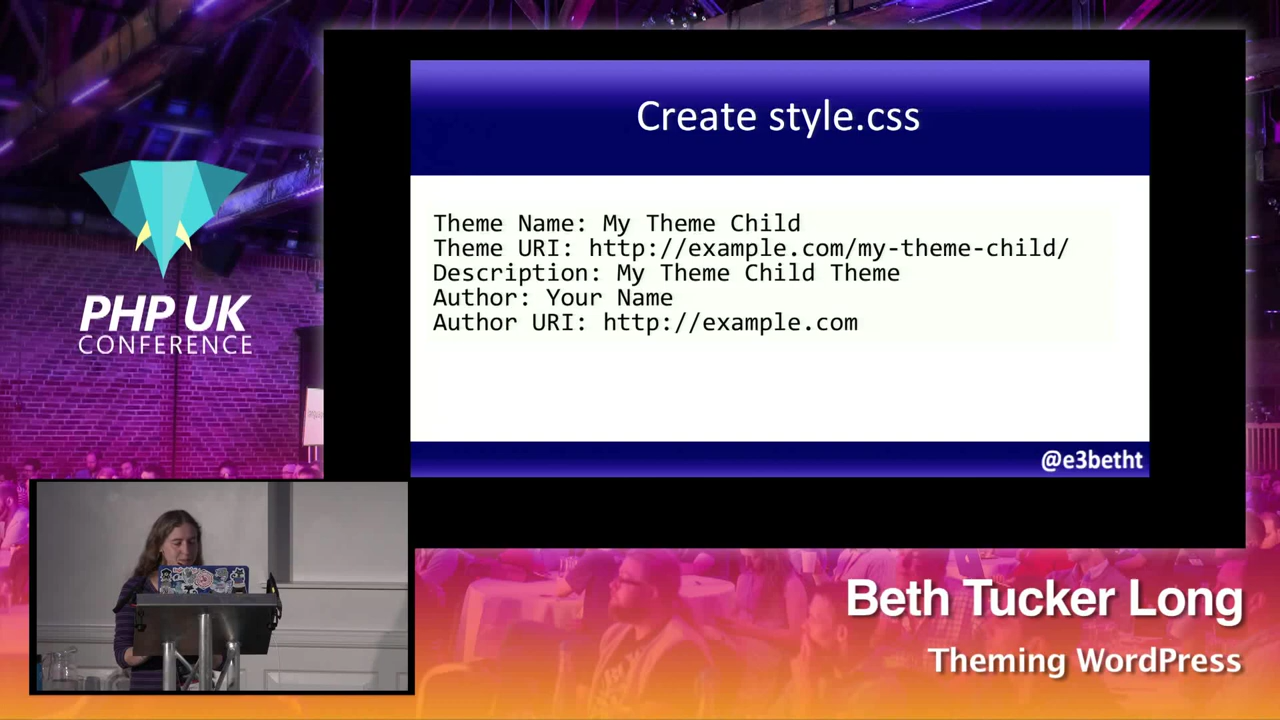 Create style.css
Theme Name: My Theme Child
Theme URI: http://example.com/my-theme-child/
Description: My Theme Child Theme
Author: Your Name
Author URI: http://example.com
@e3betht
PHP UK
CONFERENCE
Beth Tucker Long
Theming WordPress